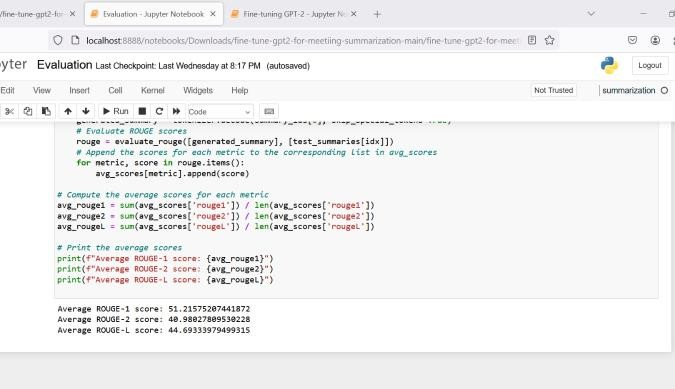 /fine-tune-gpt2-for- Evaluation - Jupyter Notebook Fine-tuning GPT-2 - Jupyter No
localhost:8888/notebooks/Downloads/fine-tune-gpt2-for-meetiing-summarization-main/fine-tune-gpt2-for-meeti
yter Evaluation Last Checkpoint: Last Wednesday at 8:17 PM (autosaved) Logout
Edit View Insert Cell Kernel Widgets Help Not Trusted summarization
Run Code
# Evaluate ROUGE scores
rouge = evaluate_rouge([generated_summary], [test_summaries[idx]])
# Append the scores for each metric to the corresponding list in avg_scores
for metric, score in rouge.items():
avg_scores[metric].append(score)
# Compute the average scores for each metric
avg_rouge1 = sum(avg_scores['rouge1']) / len(avg_scores['rouge1'])
avg_rouge2 = sum(avg_scores['rouge2']) / len(avg_scores['rouge2'])
avg_rougeL = sum(avg_scores['rougeL']) / len(avg_scores['rougeL'])
# Print the average scores
print(f"Average ROUGE-1 score: {avg_rouge1}")
print(f"Average ROUGE-2 score: {avg_rouge2}")
print(f"Average ROUGE-L score: {avg_rougeL}")
Average ROUGE-1 score: 51.21575207441872
Average ROUGE-2 score: 40.98027809530228
Average ROUGE-L score: 44.69333979499315